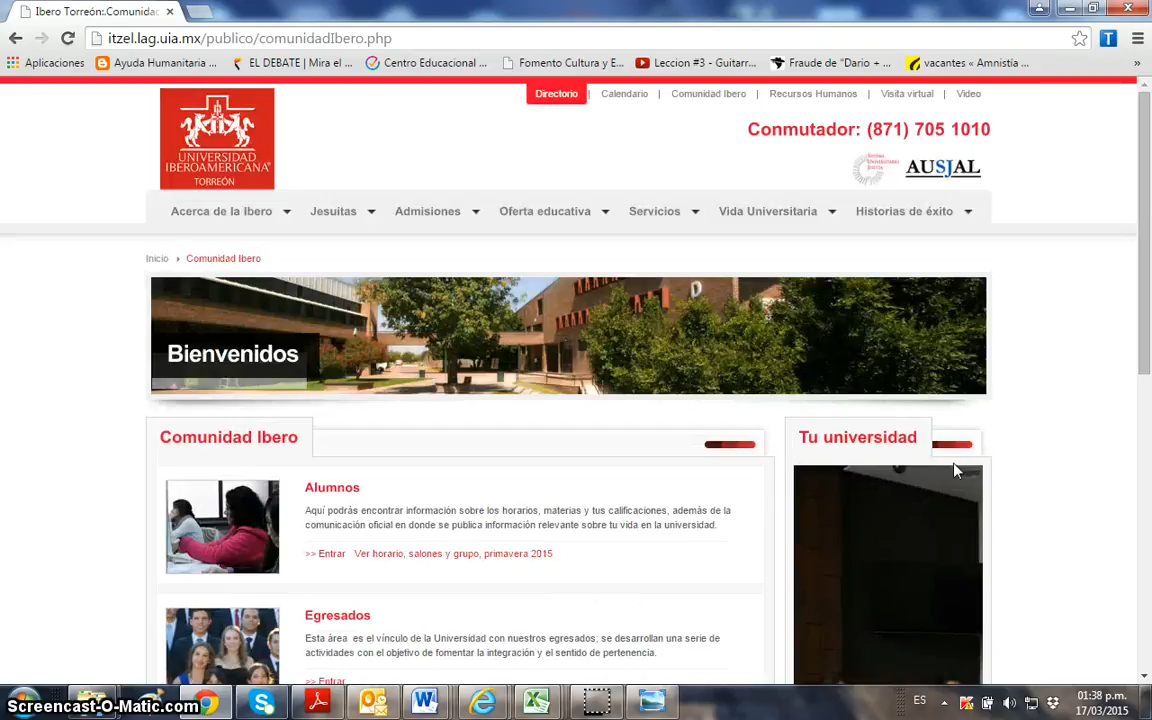 Ibero Torreón:.Comunidad
itzel.lag.uia.mx/publico/comunidadIbero.php
Aplicaciones
Ayuda Humanitaria ...
EL DEBATE | Mira el ...
Centro Educacional ...
Fomento Cultura y E...
Leccion #3 - Guitarr...
Fraude de "Dario + ...
vacantes « Amnistía ...
»
Directorio | Calendario | Comunidad Ibero | Recursos Humanos | Visita virtual | Video
Conmutador: (871) 705 1010
UNIVERSIDAD
IBEROAMERICANA
TORREÓN
AUSJAL
Acerca de la Ibero
Jesuitas
Admisiones
Oferta educativa
Servicios
Vida Universitaria
Historias de éxito
Inicio
Comunidad Ibero
Bienvenidos
Comunidad Ibero
Tu universidad
Alumnos
Aquí podrás encontrar información sobre los horarios, materias y tus calificaciones, además de la
comunicación oficial en donde se publica información relevante sobre tu vida en la universidad.
>> Entrar Ver horario, salones y grupo, primavera 2015
Egresados
Esta área es el vínculo de la Universidad con nuestros egresados; se desarrollan una serie de
actividades con el objetivo de fomentar la integración y el sentido de pertenencia.
>> Entrar
ES
01:38 p.m.
17/03/2015
Screencast-O-Matic.com